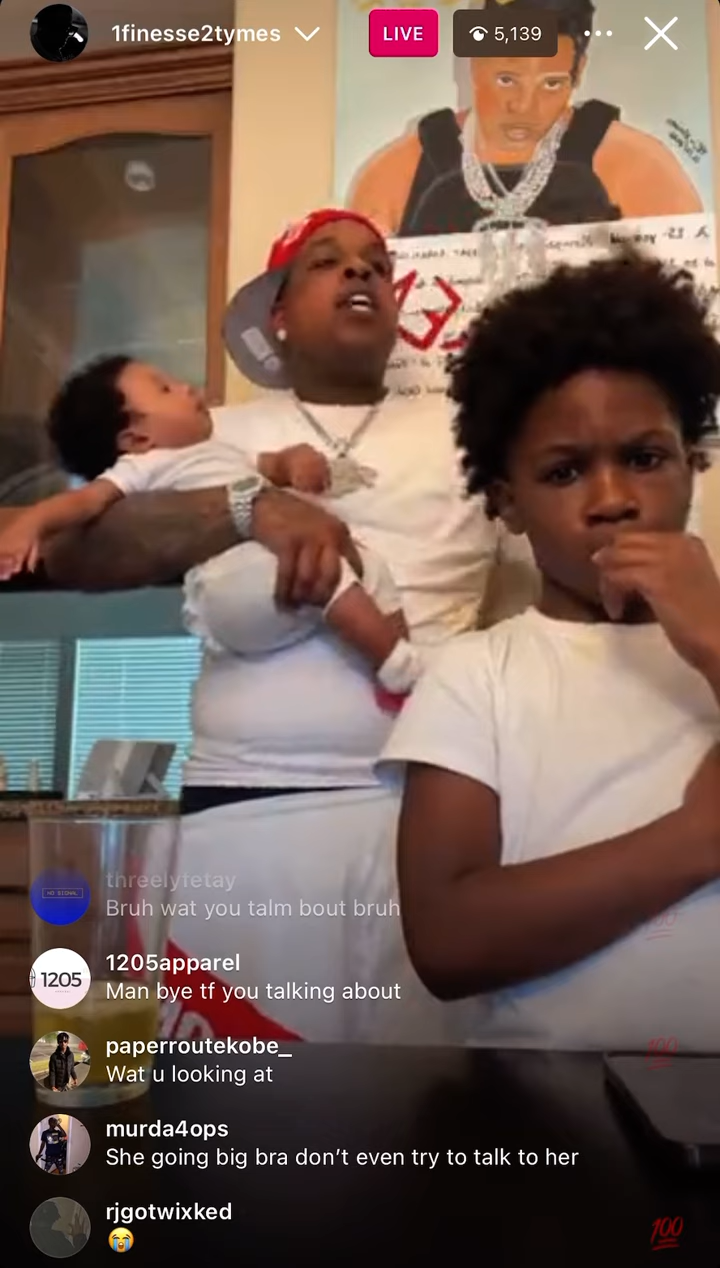 1finesse2tymes
LIVE
5,139
threelyfetay
Bruh wat you talm bout bruh
1205
1205apparel
Man bye tf you talking about
paperroutekobe_
Wat u looking at
murda4ops
She going big bra don’t even try to talk to her
rjgotwixked
😭
💯